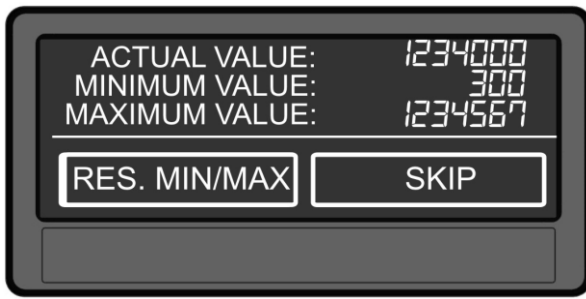 ACTUAL VALUE: 1234000
MINIMUM VALUE: 300
MAXIMUM VALUE: 1234567
RES. MIN/MAX SKIP